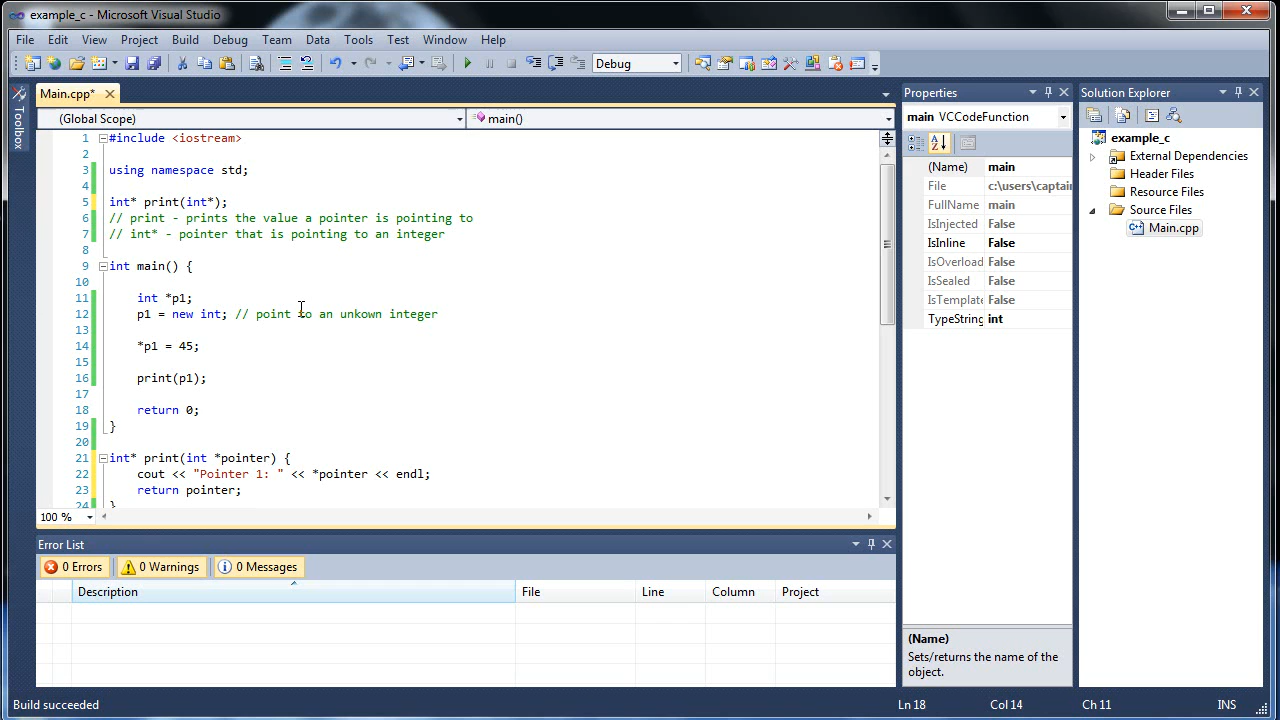 example_c - Microsoft Visual Studio
File Edit View Project Build Debug Team Data Tools Test Window Help
Debug
Main.cpp*
Properties
Solution Explorer
Toolbox
(Global Scope) main()
main VCCodeFunction
1 #include <iostream>
2
3 using namespace std;
4
5 int* print(int*);
6 // print - prints the value a pointer is pointing to
7 // int* - pointer that is pointing to an integer
8
9 int main() {
10
11 int *p1;
12 p1 = new int; // point to an unkown integer
13
14 *p1 = 45;
15
16 print(p1);
17
18 return 0;
19 }
20
21 int* print(int *pointer) {
22 cout << "Pointer 1: " << *pointer << endl;
23 return pointer;
24 }
100 %
(Name) main
File c:\users\captain
FullName main
IsInjected False
IsInline False
IsOverload False
IsSealed False
IsTemplate False
TypeString int
(Name)
Sets/returns the name of the
object.
example_c
External Dependencies
Header Files
Resource Files
Source Files
Main.cpp
Error List
0 Errors 0 Warnings 0 Messages
Description File Line Column Project
Build succeeded Ln 18 Col 14 Ch 11 INS